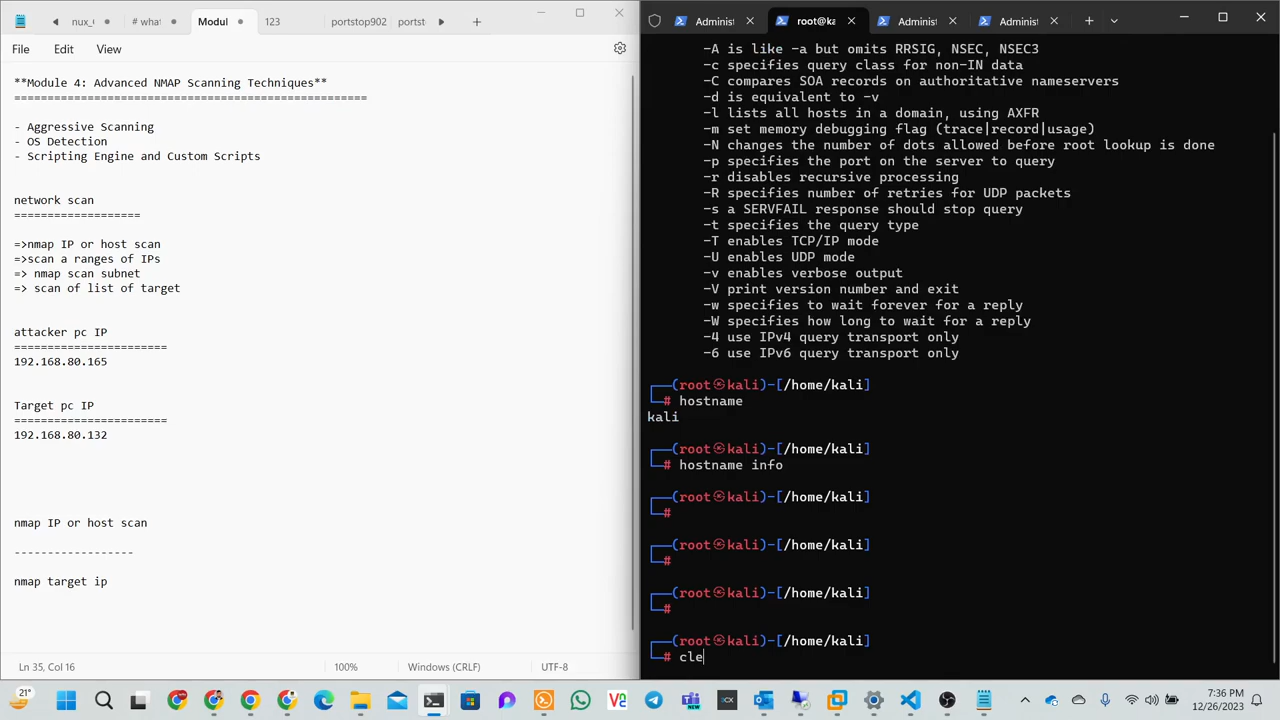 nux_
# what
Modul
123
portstop902
portst
File
Edit
View
**Module 4: Advanced NMAP Scanning Techniques**
=====================================================
- Aggressive Scanning
- OS Detection
- Scripting Engine and Custom Scripts
network scan
===================
=>nmap IP or host scan
=>scan a ranges of IPs
=> nmap scan subnet
=> scan of list of target
attacker pc IP
=======================
192.168.80.165
Target pc IP
=======================
192.168.80.132
nmap IP or host scan
------------------
nmap target ip
Ln 35, Col 16
100%
Windows (CRLF)
UTF-8
Administ
root@ka
Administ
Administ
-A is like -a but omits RRSIG, NSEC, NSEC3
-c specifies query class for non-IN data
-C compares SOA records on authoritative nameservers
-d is equivalent to -v
-l lists all hosts in a domain, using AXFR
-m set memory debugging flag (trace|record|usage)
-N changes the number of dots allowed before root lookup is done
-p specifies the port on the server to query
-r disables recursive processing
-R specifies number of retries for UDP packets
-s a SERVFAIL response should stop query
-t specifies the query type
-T enables TCP/IP mode
-U enables UDP mode
-v enables verbose output
-V print version number and exit
-w specifies to wait forever for a reply
-W specifies how long to wait for a reply
-4 use IPv4 query transport only
-6 use IPv6 query transport only
┌──(root㉿kali)-[/home/kali]
└─# hostname
kali
┌──(root㉿kali)-[/home/kali]
└─# hostname info
┌──(root㉿kali)-[/home/kali]
└─#
┌──(root㉿kali)-[/home/kali]
└─#
┌──(root㉿kali)-[/home/kali]
└─#
┌──(root㉿kali)-[/home/kali]
└─# cle
21°
7:36 PM
12/26/2023